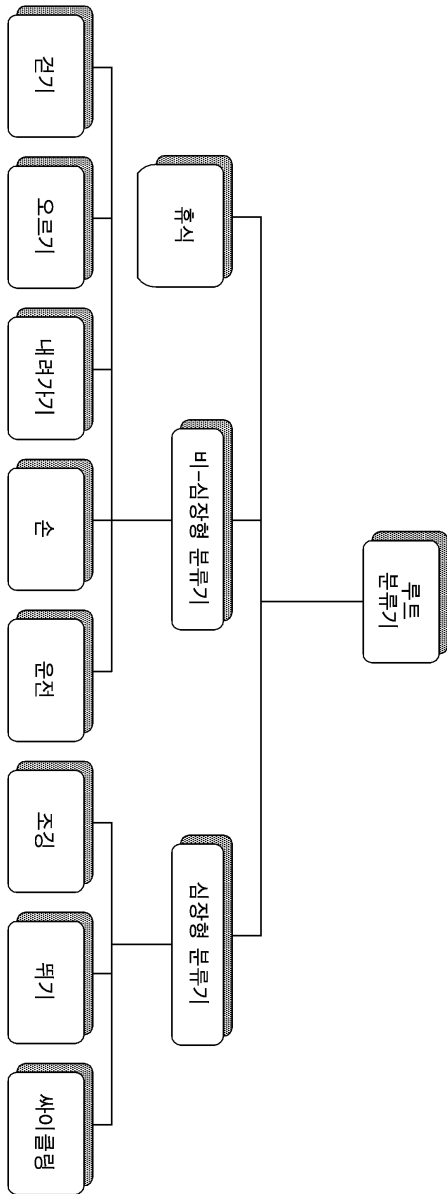 루트
분류기
휴식
비-심장형 분류기
심장형 분류기
걷기
오르기
내려가기
손
운전
조깅
뛰기
싸이클링